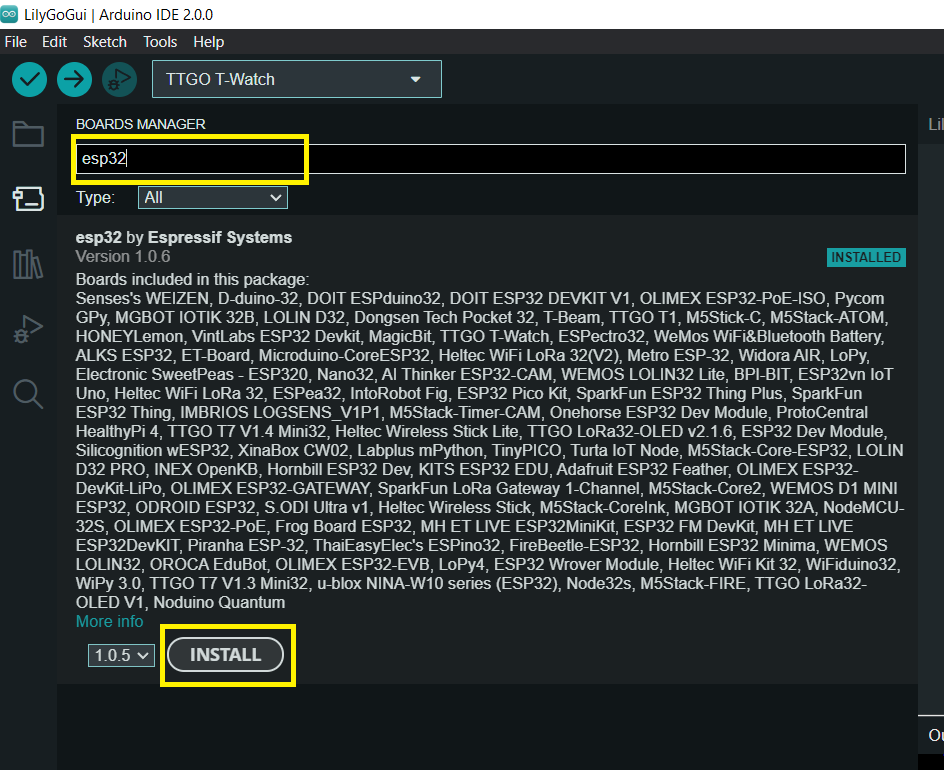 LilyGoGui | Arduino IDE 2.0.0
File Edit Sketch Tools Help
TTGO T-Watch
BOARDS MANAGER
Lil
esp32
Type: All
esp32 by Espressif Systems
Version 1.0.6
INSTALLED
Boards included in this package:
Senses's WEIZEN, D-duino-32, DOIT ESPduino32, DOIT ESP32 DEVKIT V1, OLIMEX ESP32-PoE-ISO, Pycom
GPy, MGBOT IOTIK 32B, LOLIN D32, Dongsen Tech Pocket 32, T-Beam, TTGO T1, M5Stick-C, M5Stack-ATOM,
HONEYLemon, VintLabs ESP32 Devkit, MagicBit, TTGO T-Watch, ESPectro32, WeMos WiFi&Bluetooth Battery,
ALKS ESP32, ET-Board, Microduino-CoreESP32, Heltec WiFi LoRa 32(V2), Metro ESP-32, Widora AIR, LoPy,
Electronic SweetPeas - ESP320, Nano32, AI Thinker ESP32-CAM, WEMOS LOLIN32 Lite, BPI-BIT, ESP32vn IoT
Uno, Heltec WiFi LoRa 32, ESPea32, IntoRobot Fig, ESP32 Pico Kit, SparkFun ESP32 Thing Plus, SparkFun
ESP32 Thing, IMBRIOS LOGSENS_V1P1, M5Stack-Timer-CAM, Onehorse ESP32 Dev Module, ProtoCentral
HealthyPi 4, TTGO T7 V1.4 Mini32, Heltec Wireless Stick Lite, TTGO LoRa32-OLED v2.1.6, ESP32 Dev Module,
Silicognition wESP32, XinaBox CW02, Labplus mPython, TinyPICO, Turta IoT Node, M5Stack-Core-ESP32, LOLIN
D32 PRO, INEX OpenKB, Hornbill ESP32 Dev, KITS ESP32 EDU, Adafruit ESP32 Feather, OLIMEX ESP32-
DevKit-LiPo, OLIMEX ESP32-GATEWAY, SparkFun LoRa Gateway 1-Channel, M5Stack-Core2, WEMOS D1 MINI
ESP32, ODROID ESP32, S.ODI Ultra v1, Heltec Wireless Stick, M5Stack-CoreInk, MGBOT IOTIK 32A, NodeMCU-
32S, OLIMEX ESP32-PoE, Frog Board ESP32, MH ET LIVE ESP32MiniKit, ESP32 FM DevKit, MH ET LIVE
ESP32DevKIT, Piranha ESP-32, ThaiEasyElec's ESPino32, FireBeetle-ESP32, Hornbill ESP32 Minima, WEMOS
LOLIN32, OROCA EduBot, OLIMEX ESP32-EVB, LoPy4, ESP32 Wrover Module, Heltec WiFi Kit 32, WiFiduino32,
WiPy 3.0, TTGO T7 V1.3 Mini32, u-blox NINA-W10 series (ESP32), Node32s, M5Stack-FIRE, TTGO LoRa32-
OLED V1, Noduino Quantum
More info
1.0.5 INSTALL
Ou